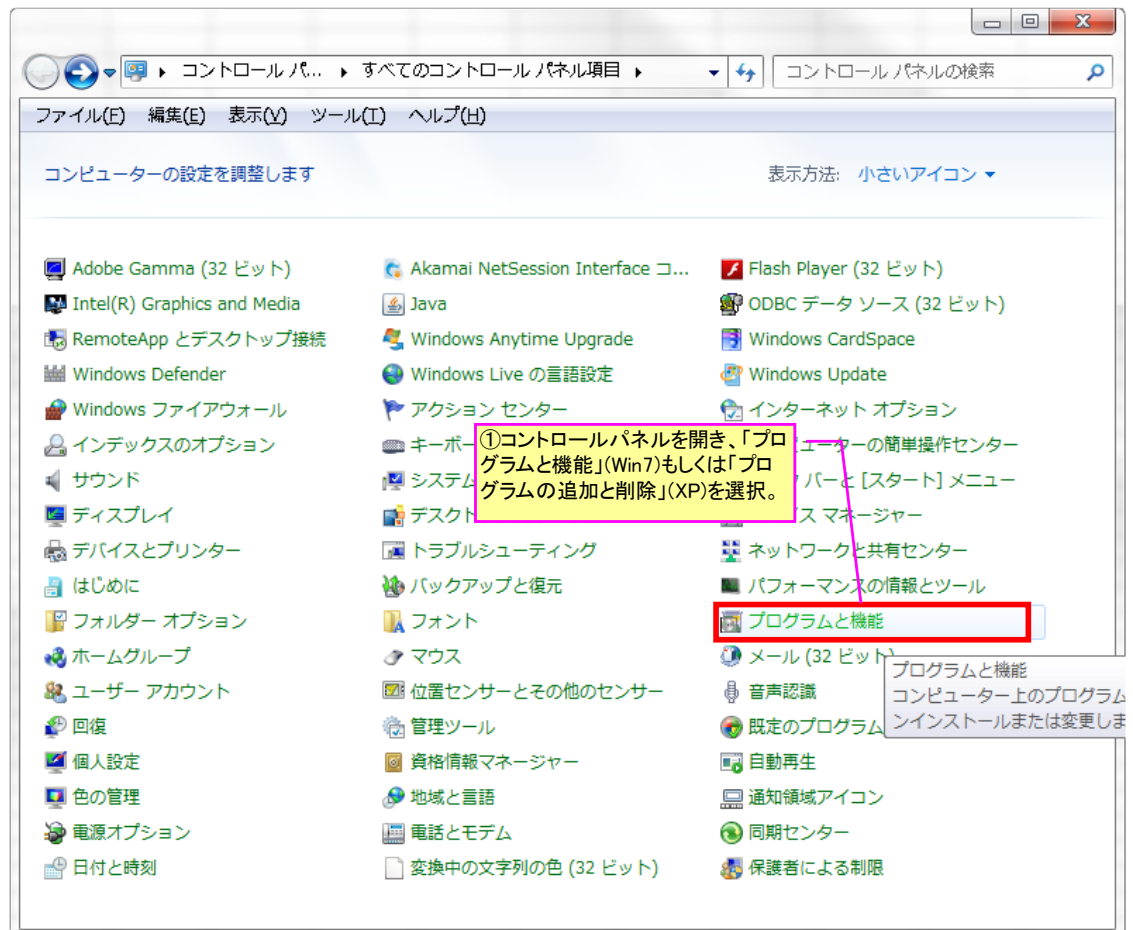 コントロール パ... すべてのコントロール パネル項目 コントロール パネルの検索
ファイル(F) 編集(E) 表示(V) ツール(T) ヘルプ(H)
コンピューターの設定を調整します 表示方法: 小さいアイコン
Adobe Gamma (32 ビット) Akamai NetSession Interface コ... Flash Player (32 ビット)
Intel(R) Graphics and Media Java ODBC データ ソース (32 ビット)
RemoteApp とデスクトップ接続 Windows Anytime Upgrade Windows CardSpace
Windows Defender Windows Live の言語設定 Windows Update
Windows ファイアウォール アクション センター インターネット オプション
インデックスのオプション キーボー ューターの簡単操作センター
サウンド システム バーと [スタート] メニュー
ディスプレイ デスクト ス マネージャー
①コントロールパネルを開き、「プロ
グラムと機能」(Win7)もしくは「プロ
グラムの追加と削除」(XP)を選択。
デバイスとプリンター トラブルシューティング ネットワークと共有センター
はじめに バックアップと復元 パフォーマンスの情報とツール
フォルダー オプション フォント プログラムと機能
ホームグループ マウス メール (32 ビット)
ユーザー アカウント 位置センサーとその他のセンサー 音声認識
回復 管理ツール 既定のプログラム
プログラムと機能
コンピューター上のプログラム
ンインストールまたは変更しま
個人設定 資格情報マネージャー 自動再生
色の管理 地域と言語 通知領域アイコン
電源オプション 電話とモデム 同期センター
日付と時刻 変換中の文字列の色 (32 ビット) 保護者による制限